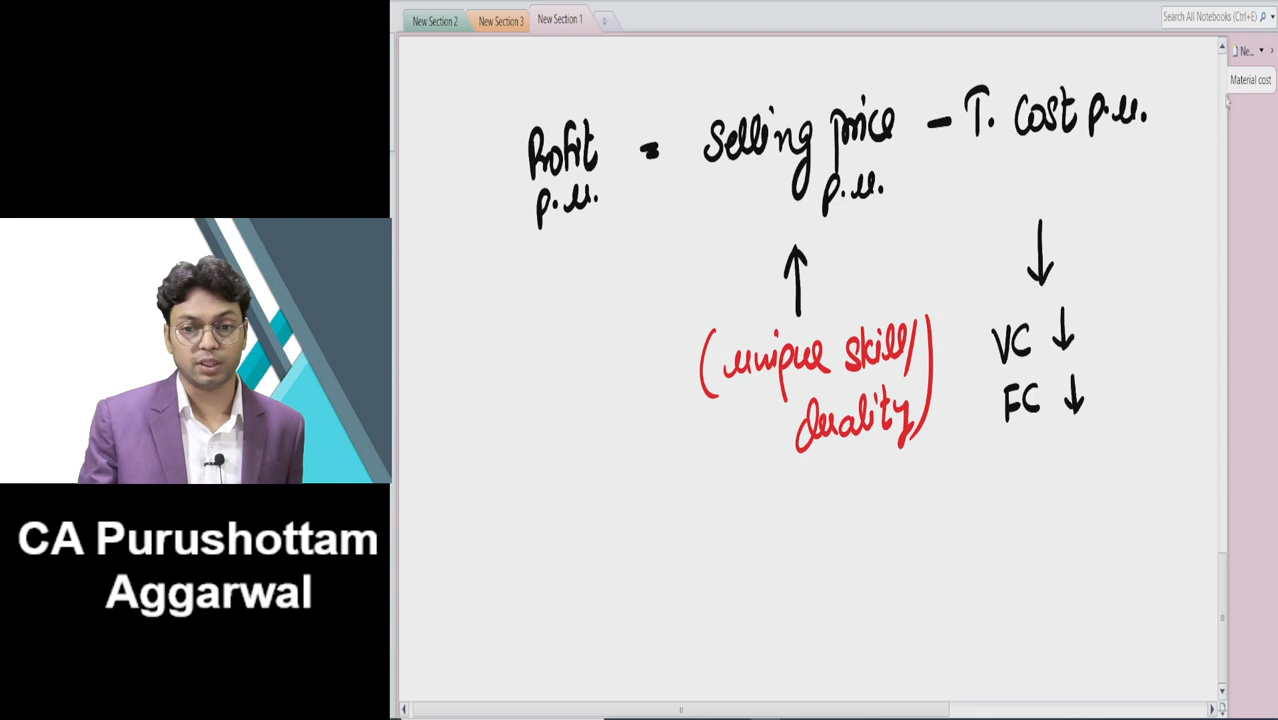 New Section 2
New Section 3
New Section 1
Search All Notebooks (Ctrl+E)
Ne...
Material cost
Profit = Selling price - T. Cost p.u.
p.u. p.u.
(unique skill/
Quality)
VC ↓
FC ↓
CA Purushottam
Aggarwal